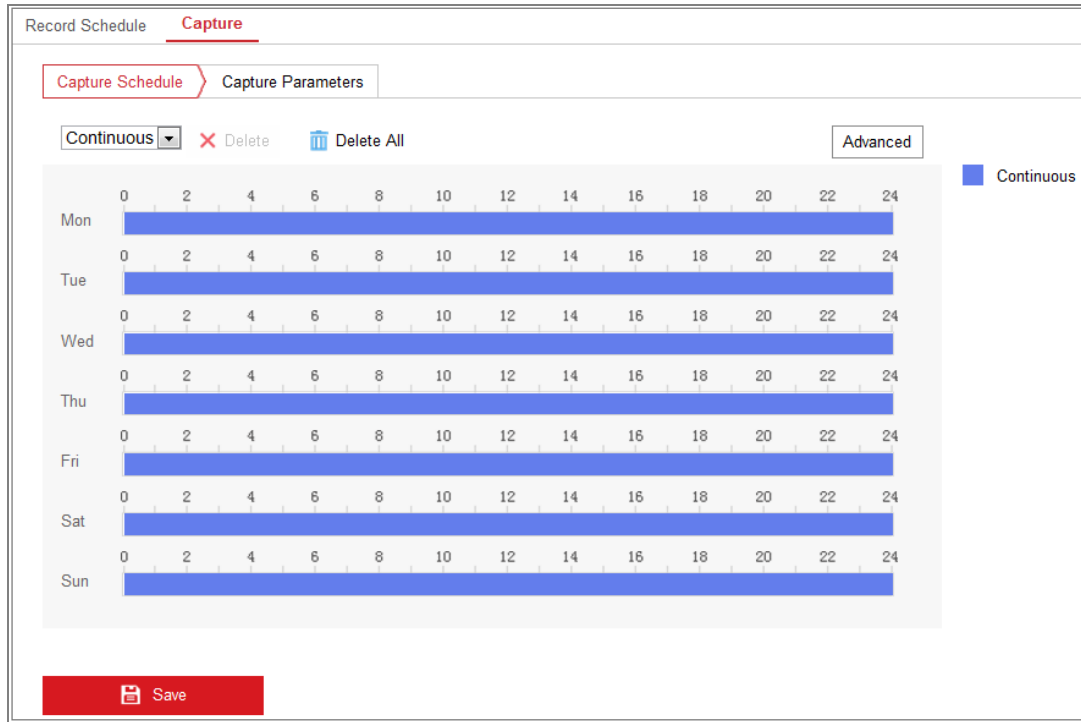 Record Schedule Capture
Capture Schedule Capture Parameters
Continuous Delete Delete All Advanced
Continuous
0 2 4 6 8 10 12 14 16 18 20 22 24
Mon
0 2 4 6 8 10 12 14 16 18 20 22 24
Tue
0 2 4 6 8 10 12 14 16 18 20 22 24
Wed
0 2 4 6 8 10 12 14 16 18 20 22 24
Thu
0 2 4 6 8 10 12 14 16 18 20 22 24
Fri
0 2 4 6 8 10 12 14 16 18 20 22 24
Sat
0 2 4 6 8 10 12 14 16 18 20 22 24
Sun
Save